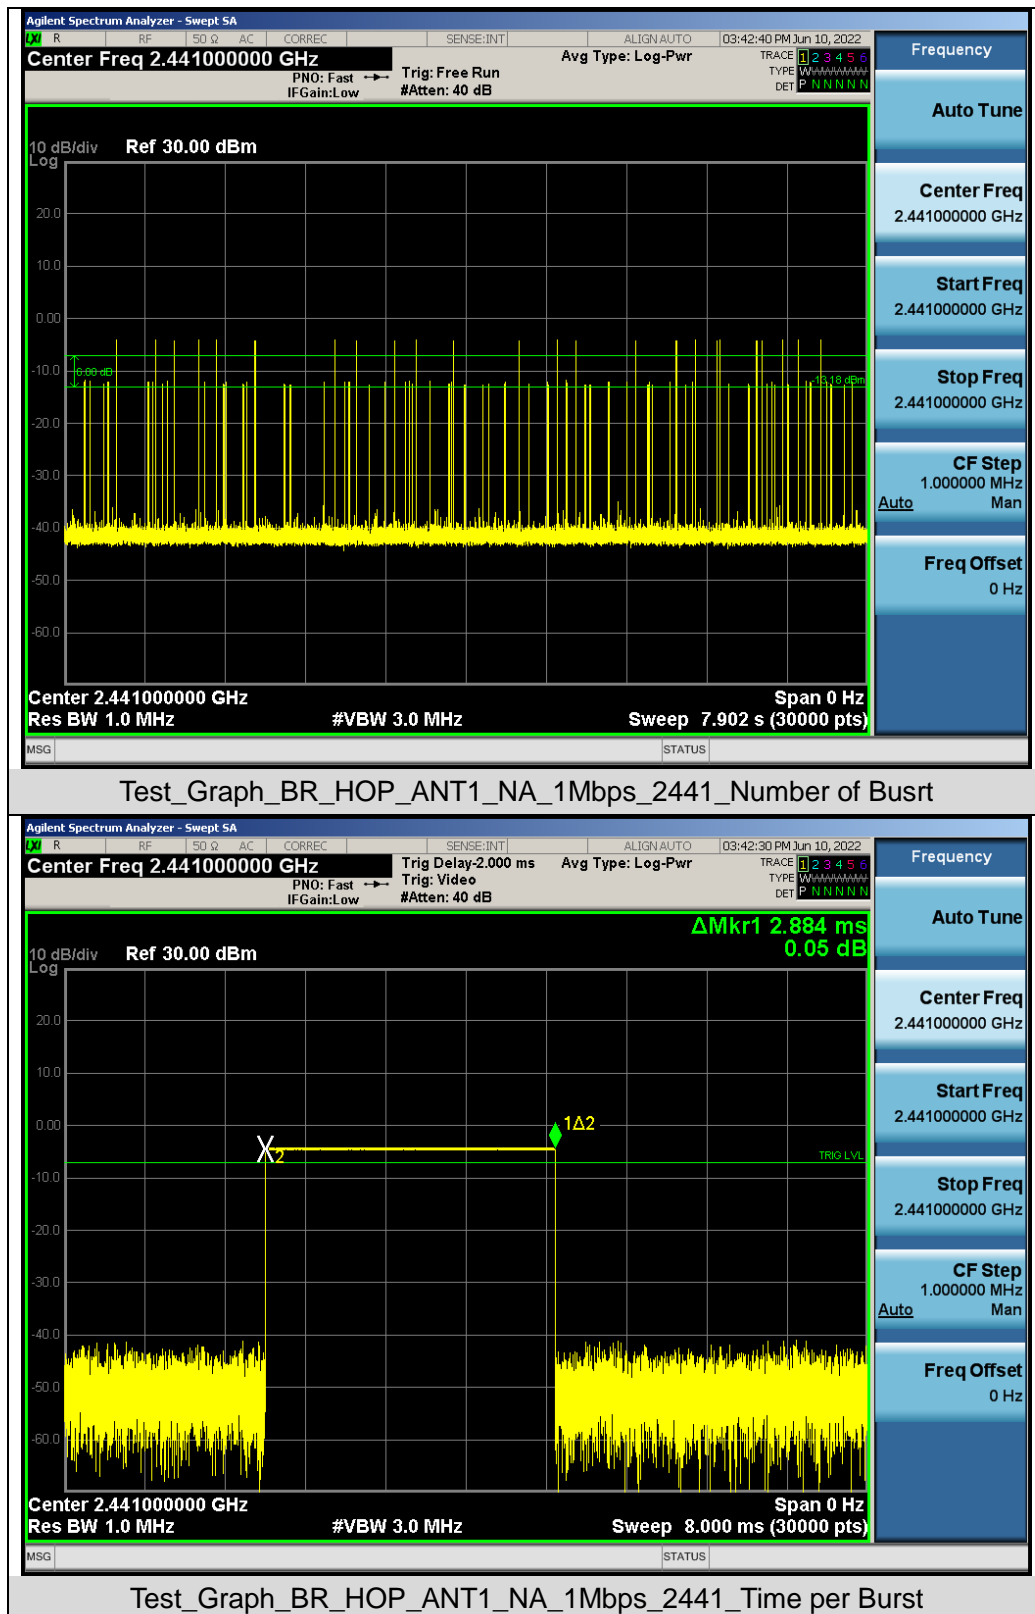 Agilent Spectrum Analyzer - Swept SA
LXI R RF 50 Ω AC CORREC SENSE:INT ALIGN AUTO 03:42:40 PM Jun 10, 2022
Center Freq 2.441000000 GHz Avg Type: Log-Pwr TRACE 1 2 3 4 5 6
PNO: Fast Trig: Free Run TYPE WWWWWW
IFGain:Low #Atten: 40 dB DET P N N N N N
Frequency
Auto Tune
10 dB/div Ref 30.00 dBm
Log
20.0
10.0
0.00
-10.0
-20.0
-30.0
-40.0
-50.0
-60.0
6.00 dB
-13.18 dBm
Center Freq
2.441000000 GHz
Start Freq
2.441000000 GHz
Stop Freq
2.441000000 GHz
CF Step
1.000000 MHz
Auto Man
Freq Offset
0 Hz
Center 2.441000000 GHz Span 0 Hz
Res BW 1.0 MHz #VBW 3.0 MHz Sweep 7.902 s (30000 pts)
MSG STATUS
Test_Graph_BR_HOP_ANT1_NA_1Mbps_2441_Number of Busrt
Agilent Spectrum Analyzer - Swept SA
LXI R RF 50 Ω AC CORREC SENSE:INT ALIGN AUTO 03:42:30 PM Jun 10, 2022
Center Freq 2.441000000 GHz Trig Delay-2.000 ms Avg Type: Log-Pwr TRACE 1 2 3 4 5 6
PNO: Fast Trig: Video TYPE WWWWWW
IFGain:Low #Atten: 40 dB DET P N N N N N
Frequency
Auto Tune
ΔMkr1 2.884 ms
0.05 dB
10 dB/div Ref 30.00 dBm
Log
20.0
10.0
0.00
-10.0
-20.0
-30.0
-40.0
-50.0
-60.0
1Δ2
2
TRIG LVL
Center Freq
2.441000000 GHz
Start Freq
2.441000000 GHz
Stop Freq
2.441000000 GHz
CF Step
1.000000 MHz
Auto Man
Freq Offset
0 Hz
Center 2.441000000 GHz Span 0 Hz
Res BW 1.0 MHz #VBW 3.0 MHz Sweep 8.000 ms (30000 pts)
MSG STATUS
Test_Graph_BR_HOP_ANT1_NA_1Mbps_2441_Time per Burst